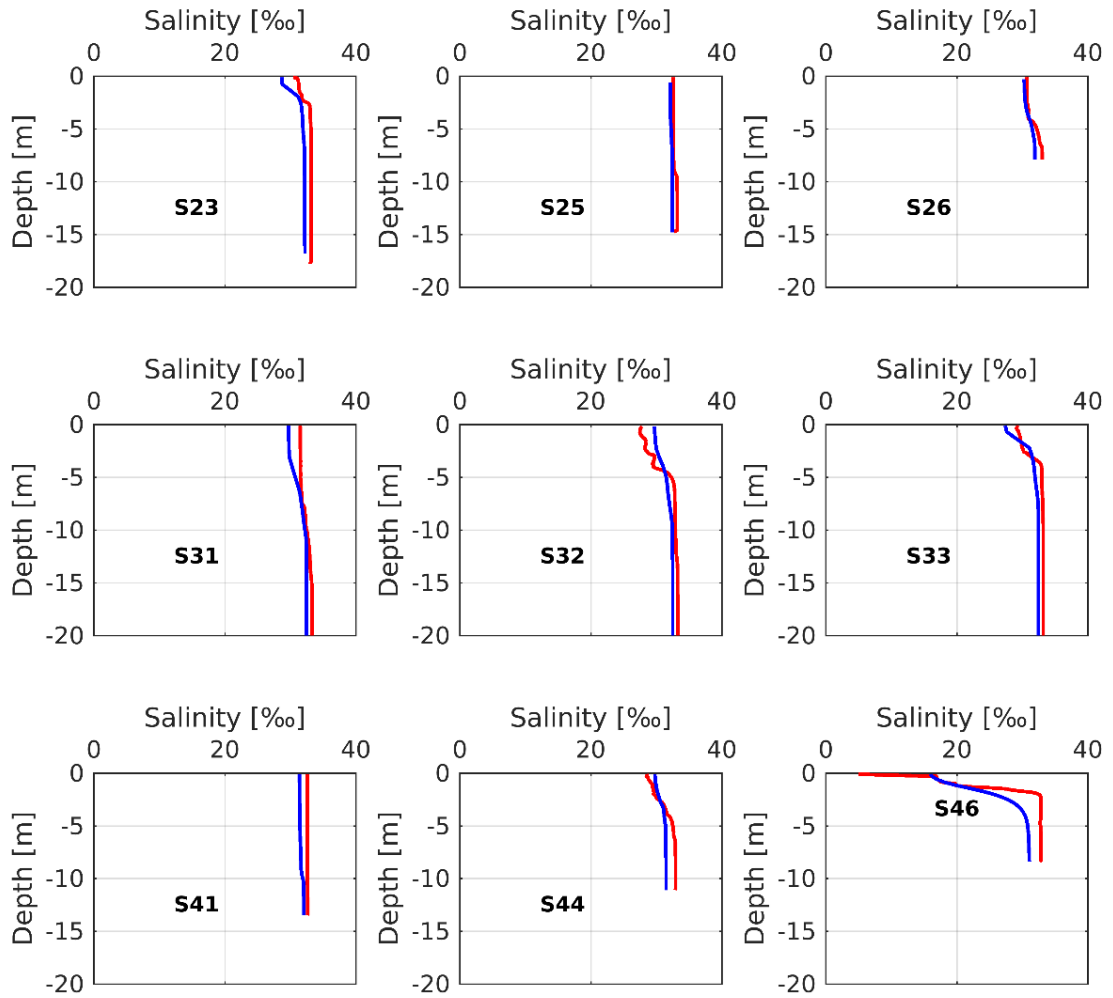 Salinity [‰] Salinity [‰] Salinity [‰]
0 20 40 0 20 40 0 20 40
0 0 0
-5 -5 -5
Depth [m] Depth [m] Depth [m]
-10 -10 -10
S23 S25 S26
-15 -15 -15
-20 -20 -20
Salinity [‰] Salinity [‰] Salinity [‰]
0 20 40 0 20 40 0 20 40
0 0 0
-5 -5 -5
Depth [m] Depth [m] Depth [m]
-10 -10 -10
S31 S32 S33
-15 -15 -15
-20 -20 -20
Salinity [‰] Salinity [‰] Salinity [‰]
0 20 40 0 20 40 0 20 40
0 0 0
S46
-5 -5 -5
Depth [m] Depth [m] Depth [m]
-10 -10 -10
S41 S44
-15 -15 -15
-20 -20 -20